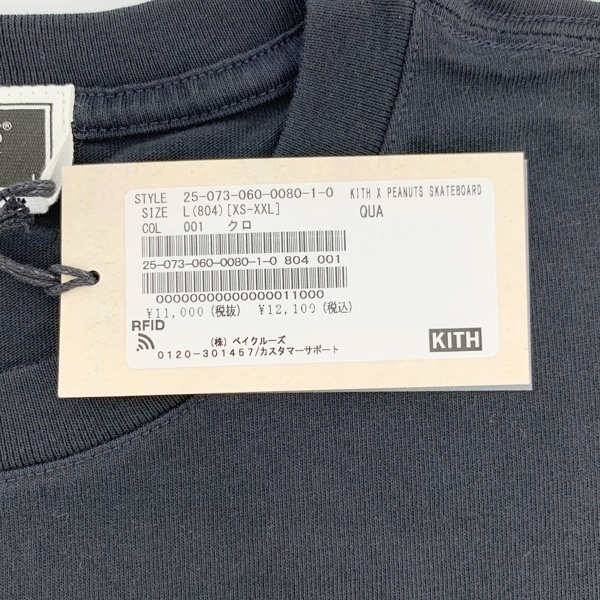 STYLE 25-073-060-0080-1-0 KITH X PEANUTS SKATEBOARD
SIZE L(804)[XS-XXL] QUA
COL 001 クロ
25-073-060-0080-1-0 804 001
00000000000000011000
¥11,000(税抜) ¥12,100(税込)
RFID
(株) ベイクルーズ
0120-301457/カスタマーサポート
KITH